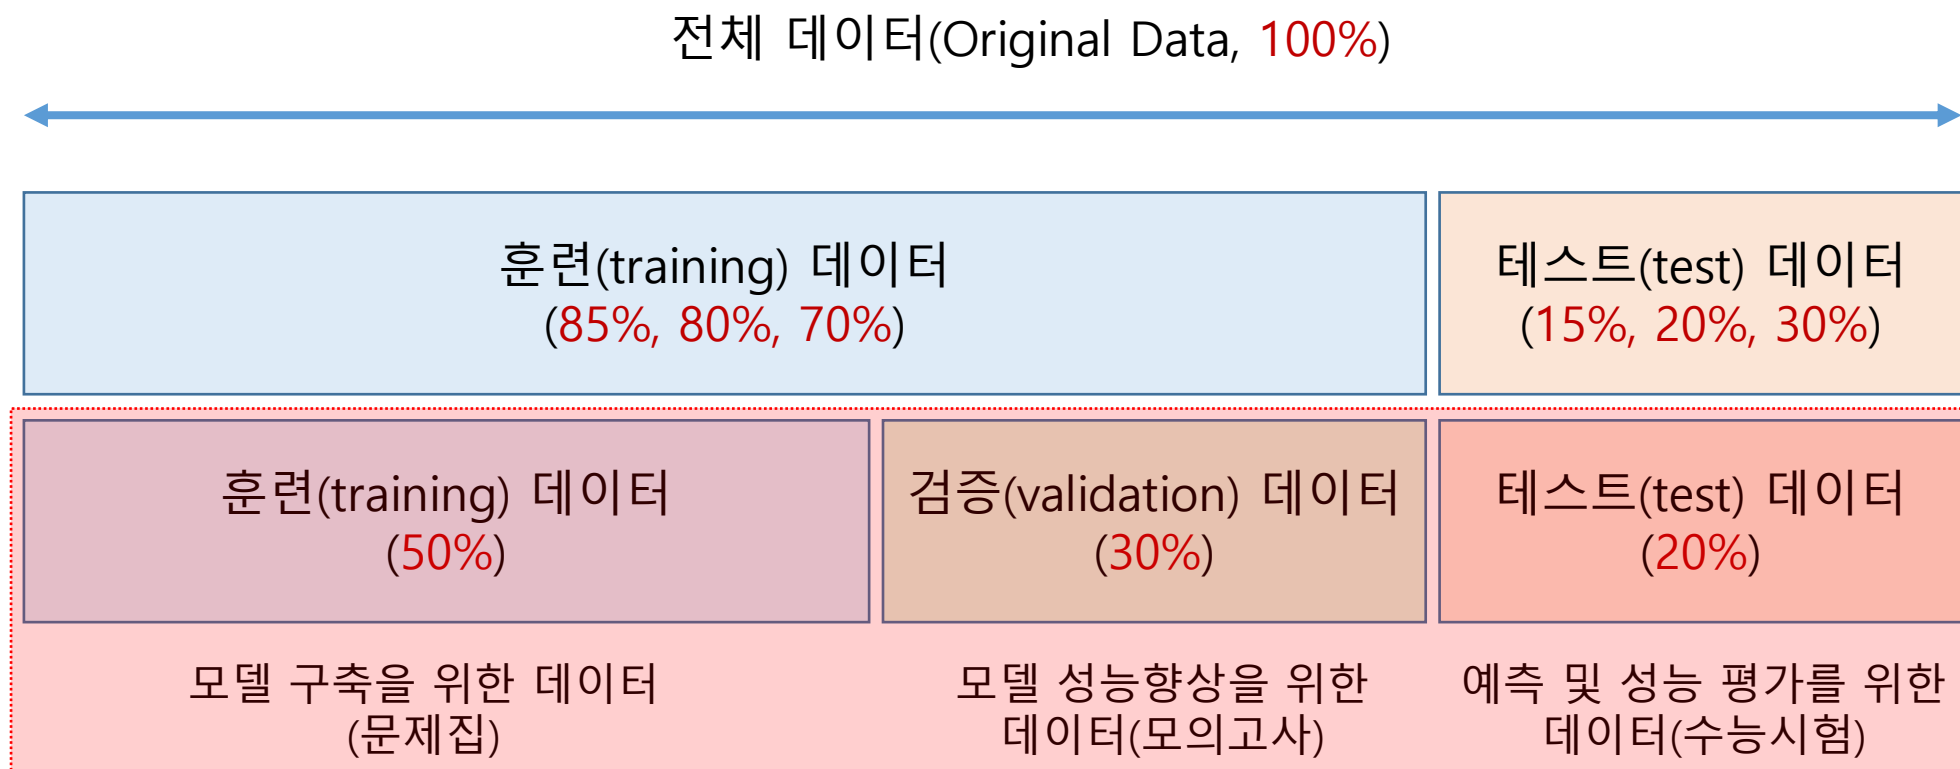 전체 데이터(Original Data, 100%)
훈련(training) 데이터
(85%, 80%, 70%)
테스트(test) 데이터
(15%, 20%, 30%)
훈련(training) 데이터
(50%)
검증(validation) 데이터
(30%)
테스트(test) 데이터
(20%)
모델 구축을 위한 데이터
(문제집)
모델 성능향상을 위한
데이터(모의고사)
예측 및 성능 평가를 위한
데이터(수능시험)